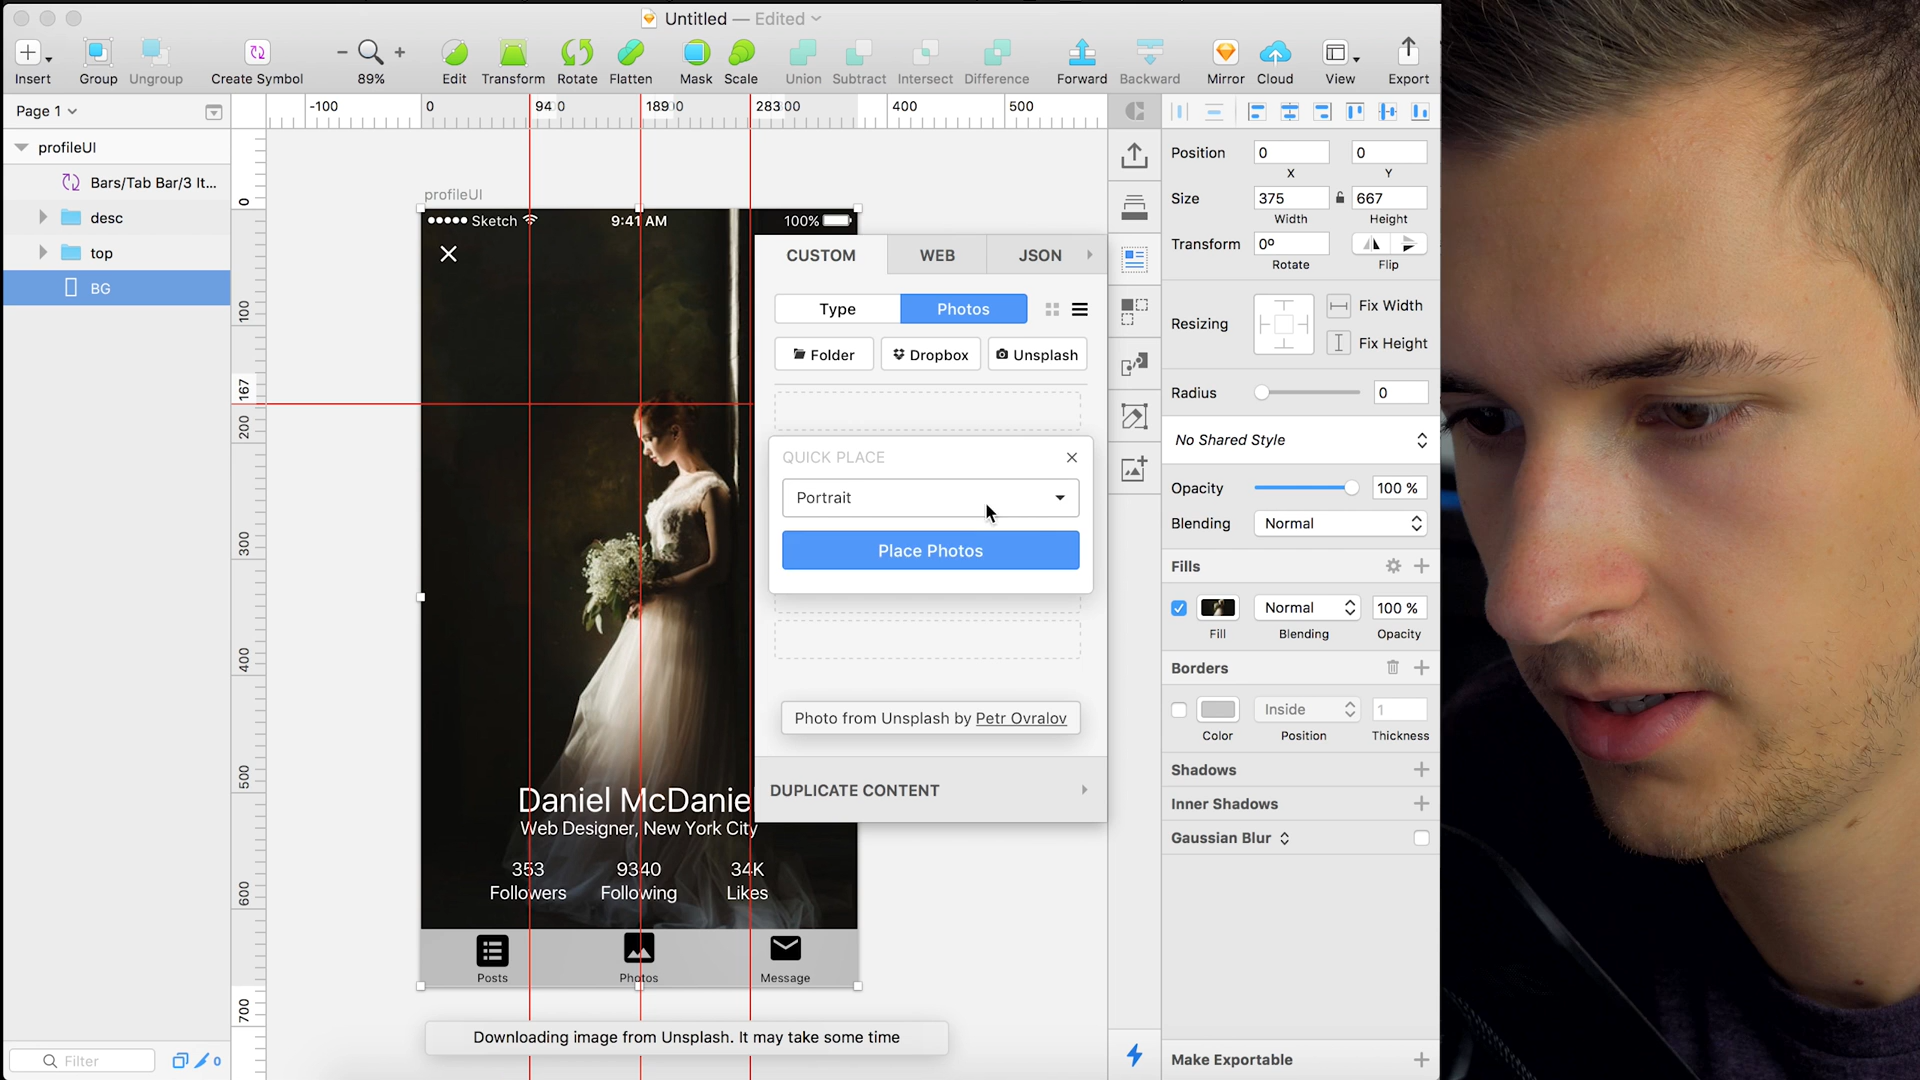 Untitled — Edited
Insert
Group
Ungroup
Create Symbol
89%
Edit
Transform
Rotate
Flatten
Mask
Scale
Union
Subtract
Intersect
Difference
Forward
Backward
Mirror
Cloud
View
Export
Page 1
-100
0
94
189
283
400
500
profileUI
Bars/Tab Bar/3 It...
desc
top
BG
Filter
0
0
100
167
200
300
400
500
600
700
profileUI
Sketch
9:41 AM
100%
Daniel McDanie
Web Designer, New York City
353
9340
34K
Followers
Following
Likes
Posts
Photos
Message
Downloading image from Unsplash. It may take some time
CUSTOM
WEB
JSON
Type
Photos
Folder
Dropbox
Unsplash
QUICK PLACE
Portrait
Place Photos
Photo from Unsplash by Petr Ovralov
DUPLICATE CONTENT
Position
0
0
X
Y
Size
375
667
Width
Height
Transform
0º
Rotate
Flip
Resizing
Fix Width
Fix Height
Radius
0
No Shared Style
Opacity
100 %
Blending
Normal
Fills
Normal
100 %
Fill
Blending
Opacity
Borders
Inside
1
Color
Position
Thickness
Shadows
Inner Shadows
Gaussian Blur
Make Exportable